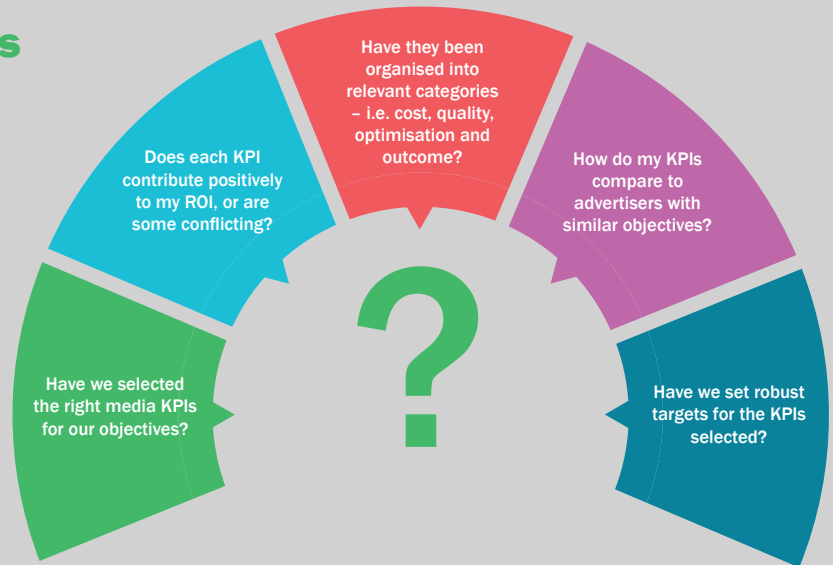 s
Have they been
organised into
relevant categories
– i.e. cost, quality,
optimisation and
outcome?
Does each KPI
contribute positively
to my ROI, or are
some conflicting?
How do my KPIs
compare to
advertisers with
similar objectives?
Have we selected
the right media KPIs
for our objectives?
Have we set robust
targets for the KPIs
selected?
?